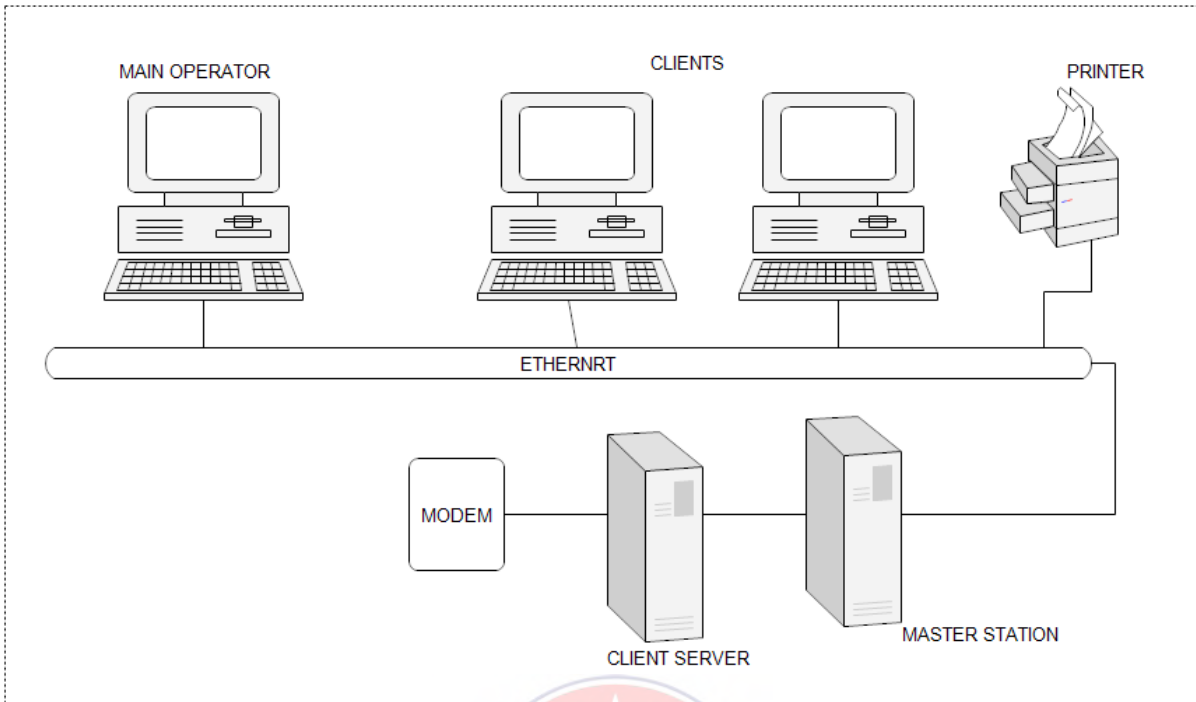 MAIN OPERATOR
CLIENTS
PRINTER
ETHERNRT
MODEM
CLIENT SERVER
MASTER STATION